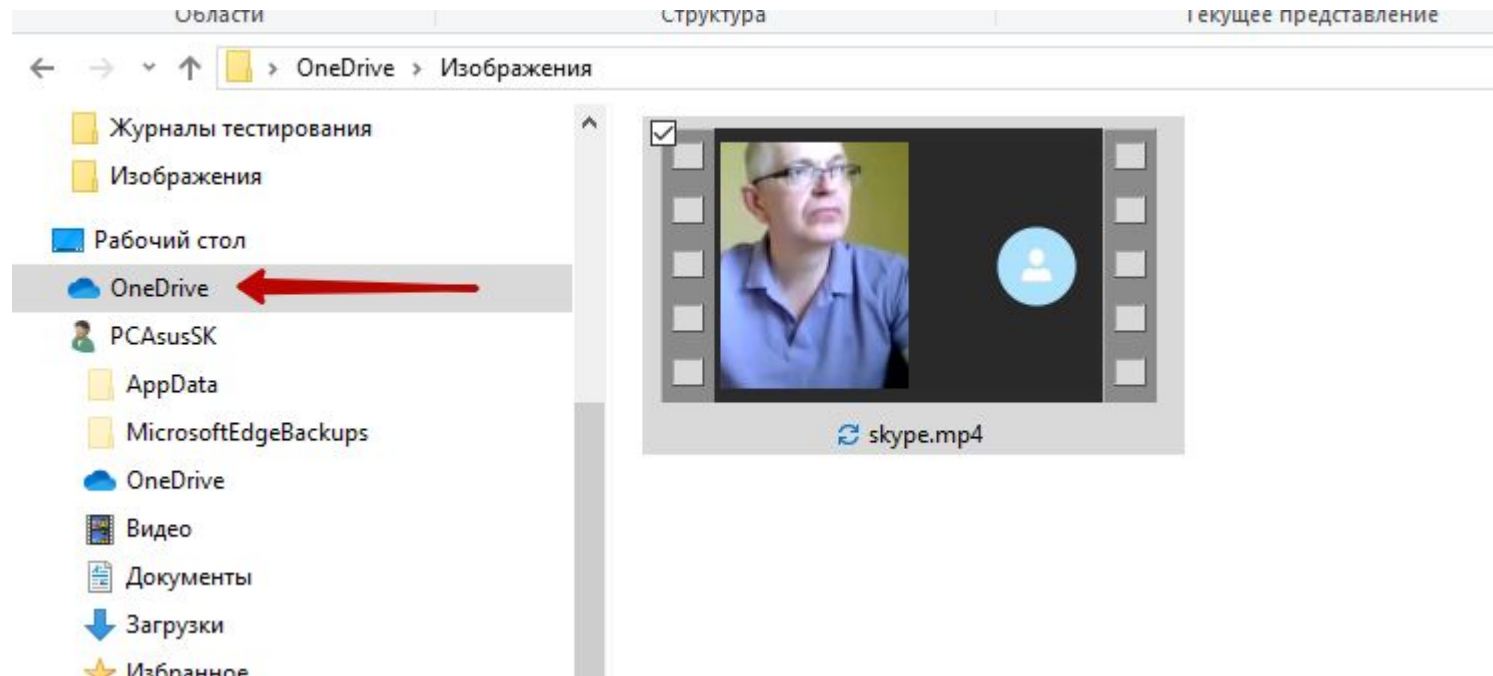 Области Структура Текущее представление
OneDrive › Изображения
Журналы тестирования
Изображения
Рабочий стол
OneDrive
PCAsusSK
AppData
MicrosoftEdgeBackups
OneDrive
Видео
Документы
Загрузки
Избранное
skype.mp4